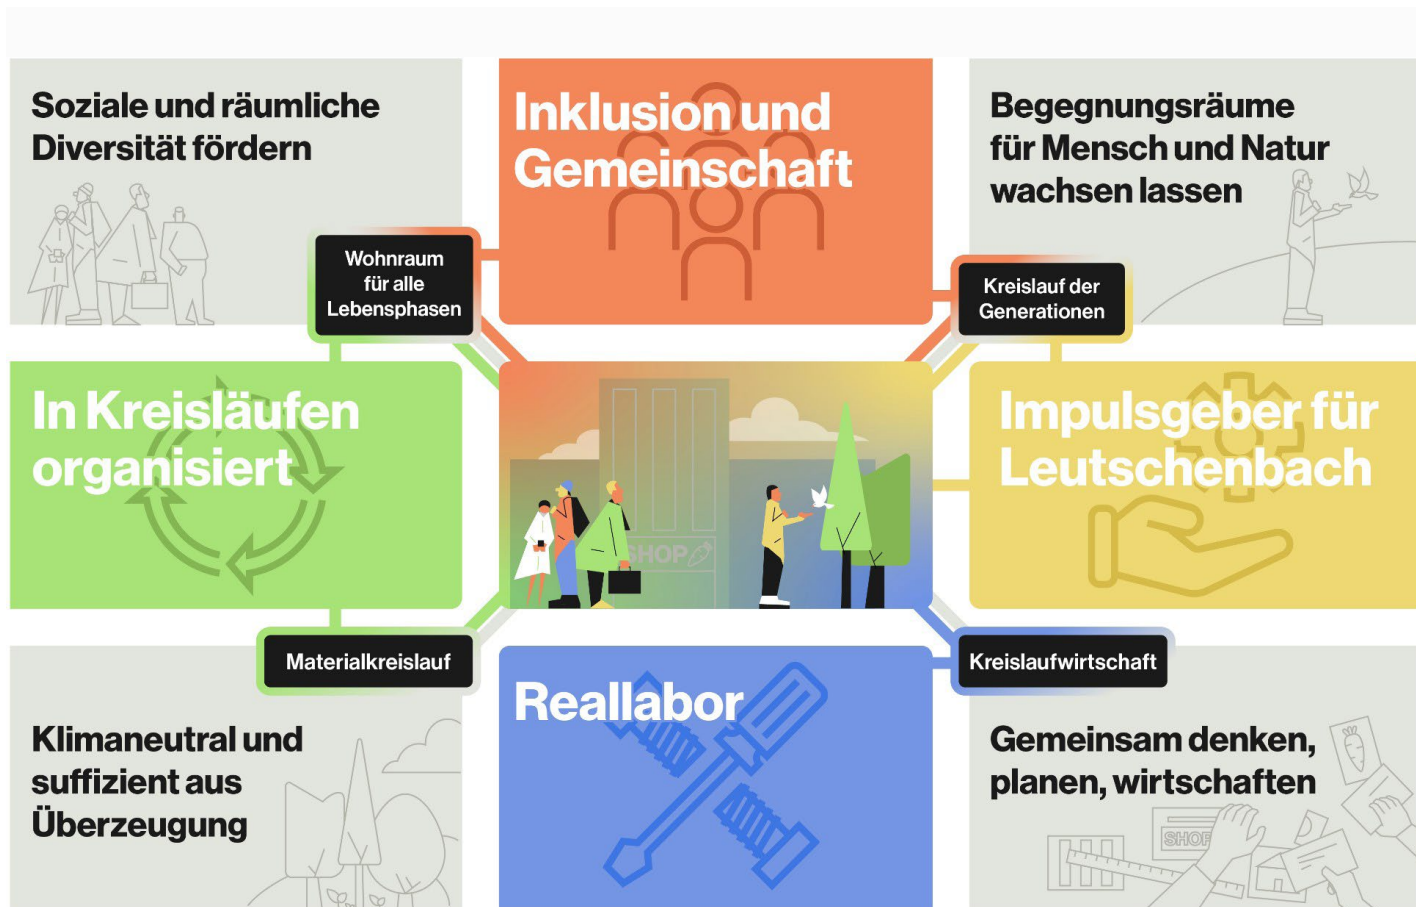 Soziale und räumliche
Diversität fördern
Inklusion und
Gemeinschaft
Begegnungsräume
für Mensch und Natur
wachsen lassen
Wohnraum
für alle
Lebensphasen
Kreislauf der
Generationen
In Kreisläufen
organisiert
SHOP
Impulsgeber für
Leutschenbach
Materialkreislauf
Kreislaufwirtschaft
Klimaneutral und
suffizient aus
Überzeugung
Reallabor
Gemeinsam denken,
planen, wirtschaften
SHOP